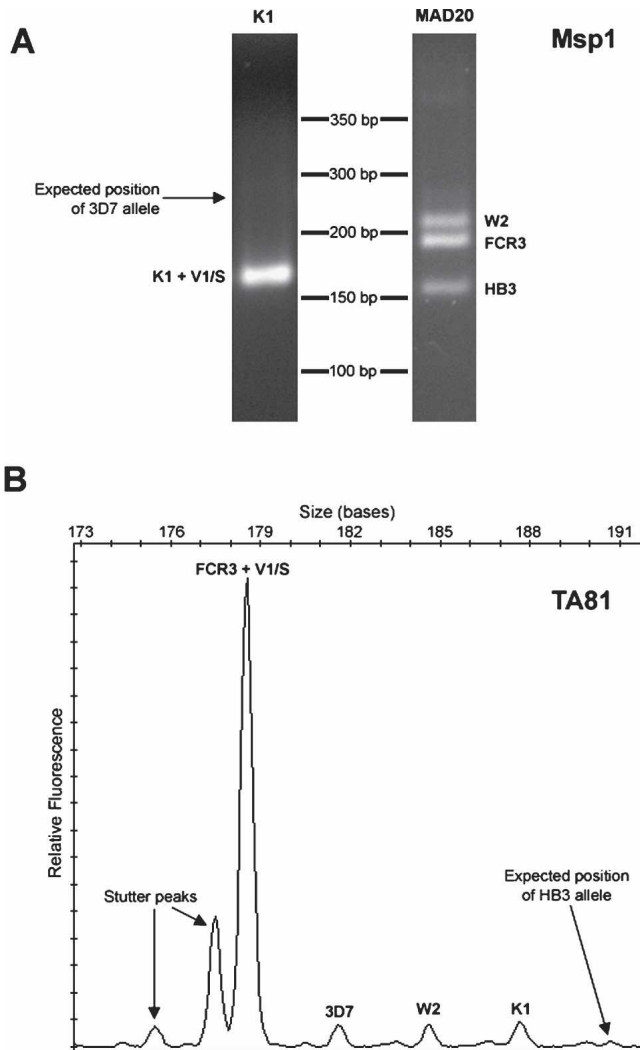 A
K1
MAD20
Msp1
350 bp
300 bp
Expected position
of 3D7 allele
200 bp
W2
FCR3
K1 + V1/S
150 bp
HB3
100 bp
B
Size (bases)
173 176 179 182 185 188 191
FCR3 + V1/S
TA81
Relative Fluorescence
Stutter peaks
Expected position
of HB3 allele
3D7
W2
K1